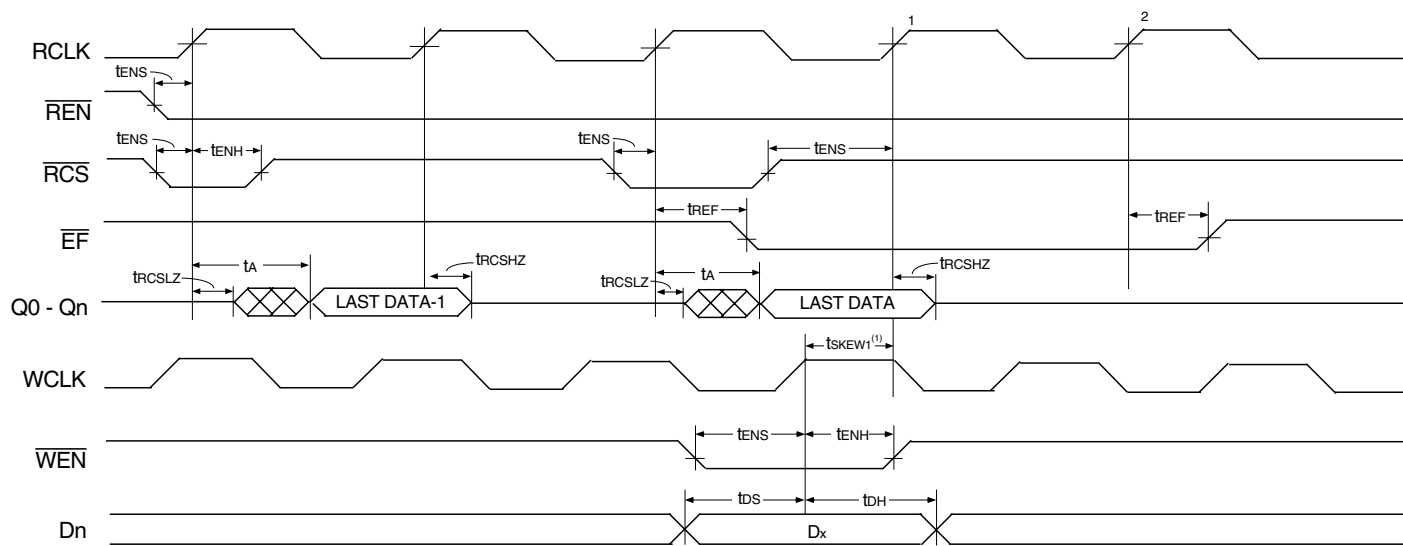 1 2
RCLK
tENS
REN
tENS tENH tENS tENS
RCS
tREF tREF
EF
tRCSLZ tA tRCSHZ tRCSLZ tA tRCSHZ
Q0 - Qn LAST DATA-1 LAST DATA
tSKEW1(1)
WCLK
tENS tENH
WEN
tDS tDH
Dn Dx